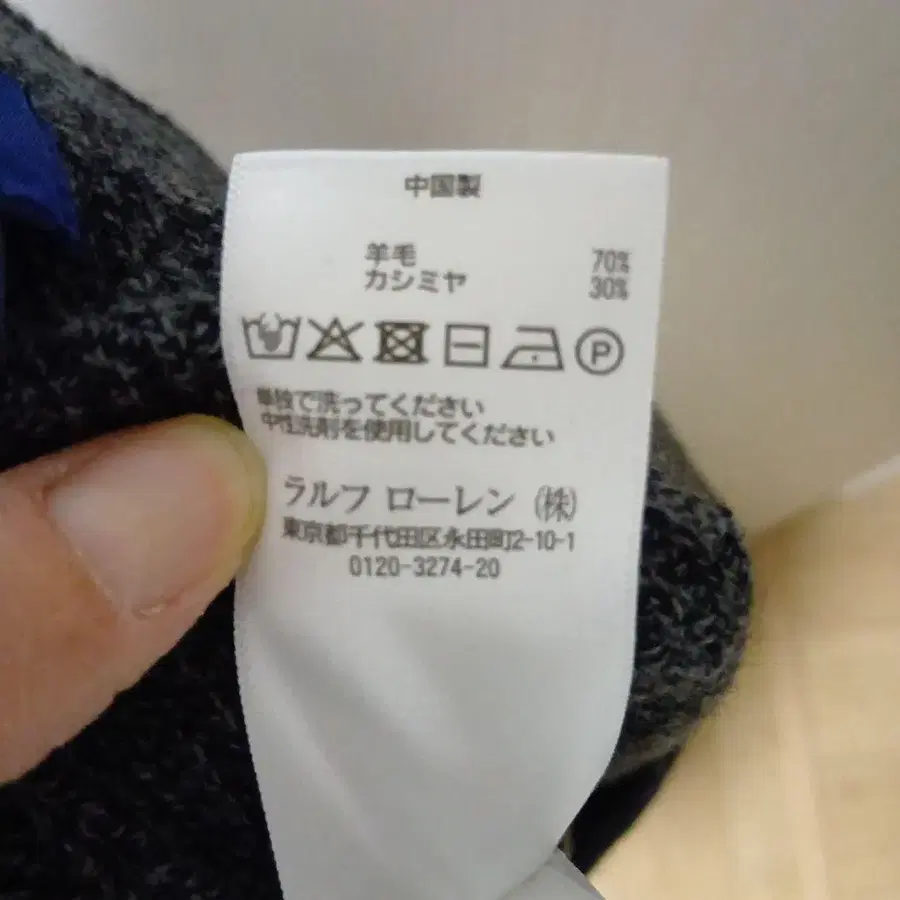 中国製
羊毛 70%
カシミヤ 30%
P
単独で洗ってください
中性洗剤を使用してください
ラルフ ローレン (株)
東京都千代田区永田町2-10-1
0120-3274-20